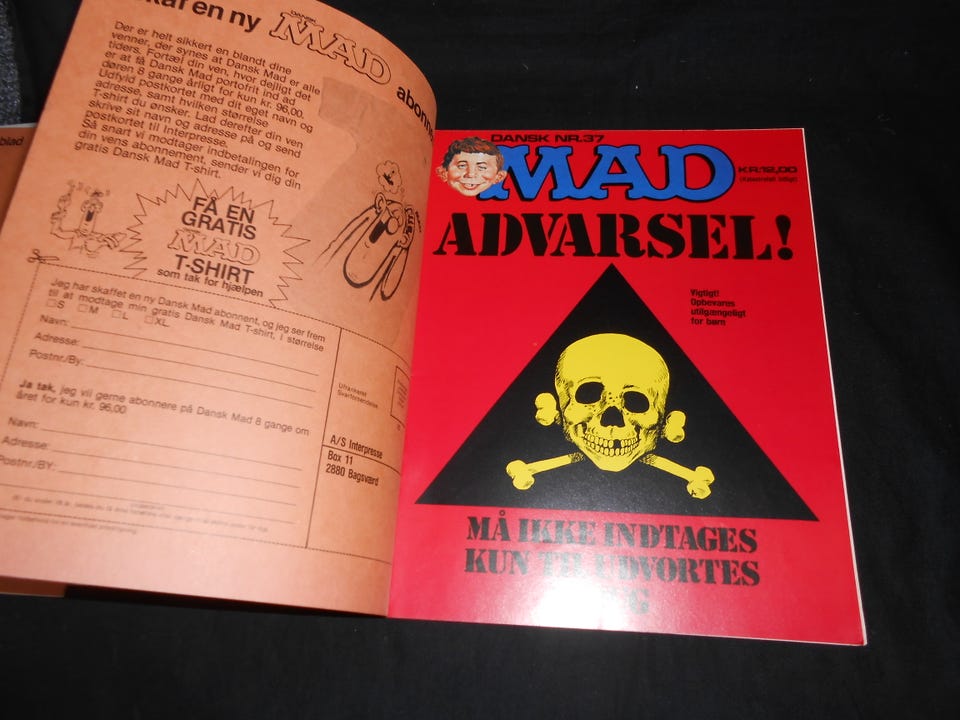 en ny
DANSK
MAD
abonn
Der er helt sikkert en blandt dine
venner, der synes at Dansk Mad er alle
tiders. Fortæl din ven, hvor dejligt det
er at få Dansk Mad portofrit ind ad
døren 8 gange årligt for kun kr. 96,00.
Udfyld postkortet med dit eget navn og
adresse, samt hvilken størrelse
T-shirt du ønsker. Lad derefter din ven
skrive sit navn og adresse på og send
postkortet til Interpresse.
Så snart vi modtager indbetalingen for
din vens abonnement, sender vi dig din
gratis Dansk Mad T-shirt.
FÅ EN
GRATIS
MAD
T-SHIRT
som tak for hjælpen
Jeg har skaffet en ny Dansk Mad abonnent, og jeg ser frem
til at modtage min gratis Dansk Mad T-shirt, i størrelse
S M L XL
Navn:
Adresse:
Postnr./By:
Ja tak, jeg vil gerne abonnere på Dansk Mad 8 gange om
året for kun kr. 96,00
Navn:
Adresse:
Postnr./BY:
Ufrankeret
Svarforsendelse
A/S Interpresse
Box 11
2880 Bagsværd
blad
DANSK NR.37
MAD
KR.12,00
ADVARSEL!
Vigtigt!
Opbevares
utilgængeligt
for børn
MÅ IKKE INDTAGES
KUN TIL UDVORTES
G